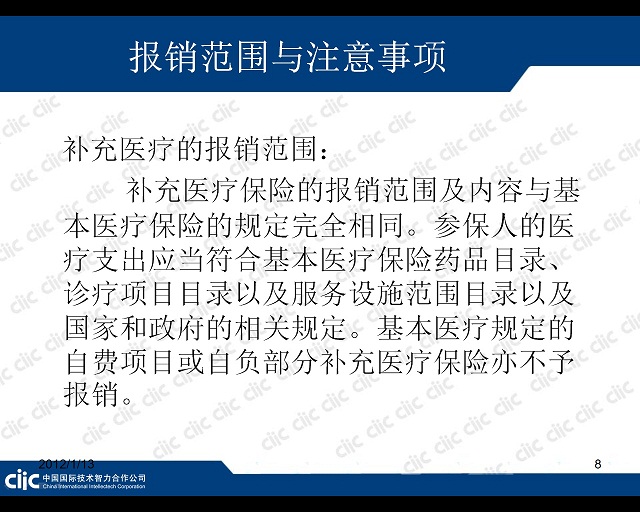 报销范围与注意事项
补充医疗的报销范围：
补充医疗保险的报销范围及内容与基
本医疗保险的规定完全相同。参保人的医
疗支出应当符合基本医疗保险药品目录、
诊疗项目目录以及服务设施范围目录以及
国家和政府的相关规定。基本医疗规定的
自费项目或自负部分补充医疗保险亦不予
报销。
2012/1/13
8
ciic 中国国际技术智力合作公司
China International Intellectech Corporation